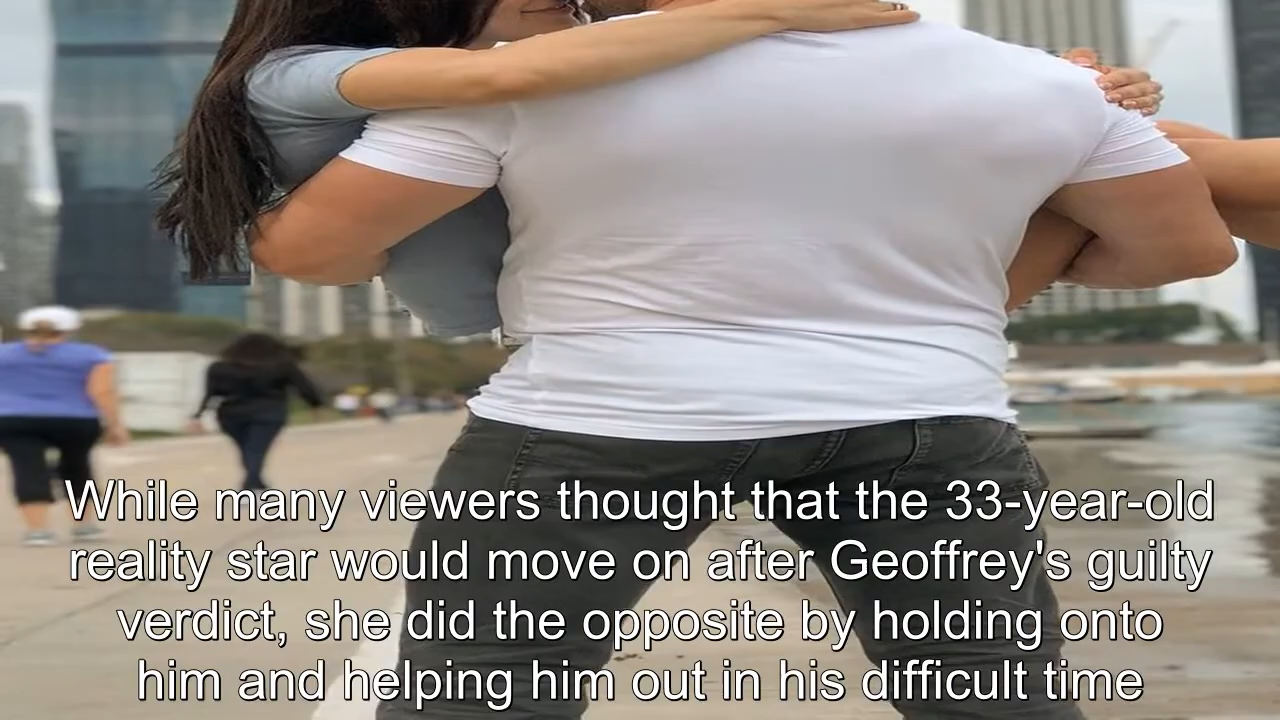 While many viewers thought that the 33-year-old
reality star would move on after Geoffrey's guilty
verdict, she did the opposite by holding onto
him and helping him out in his difficult time